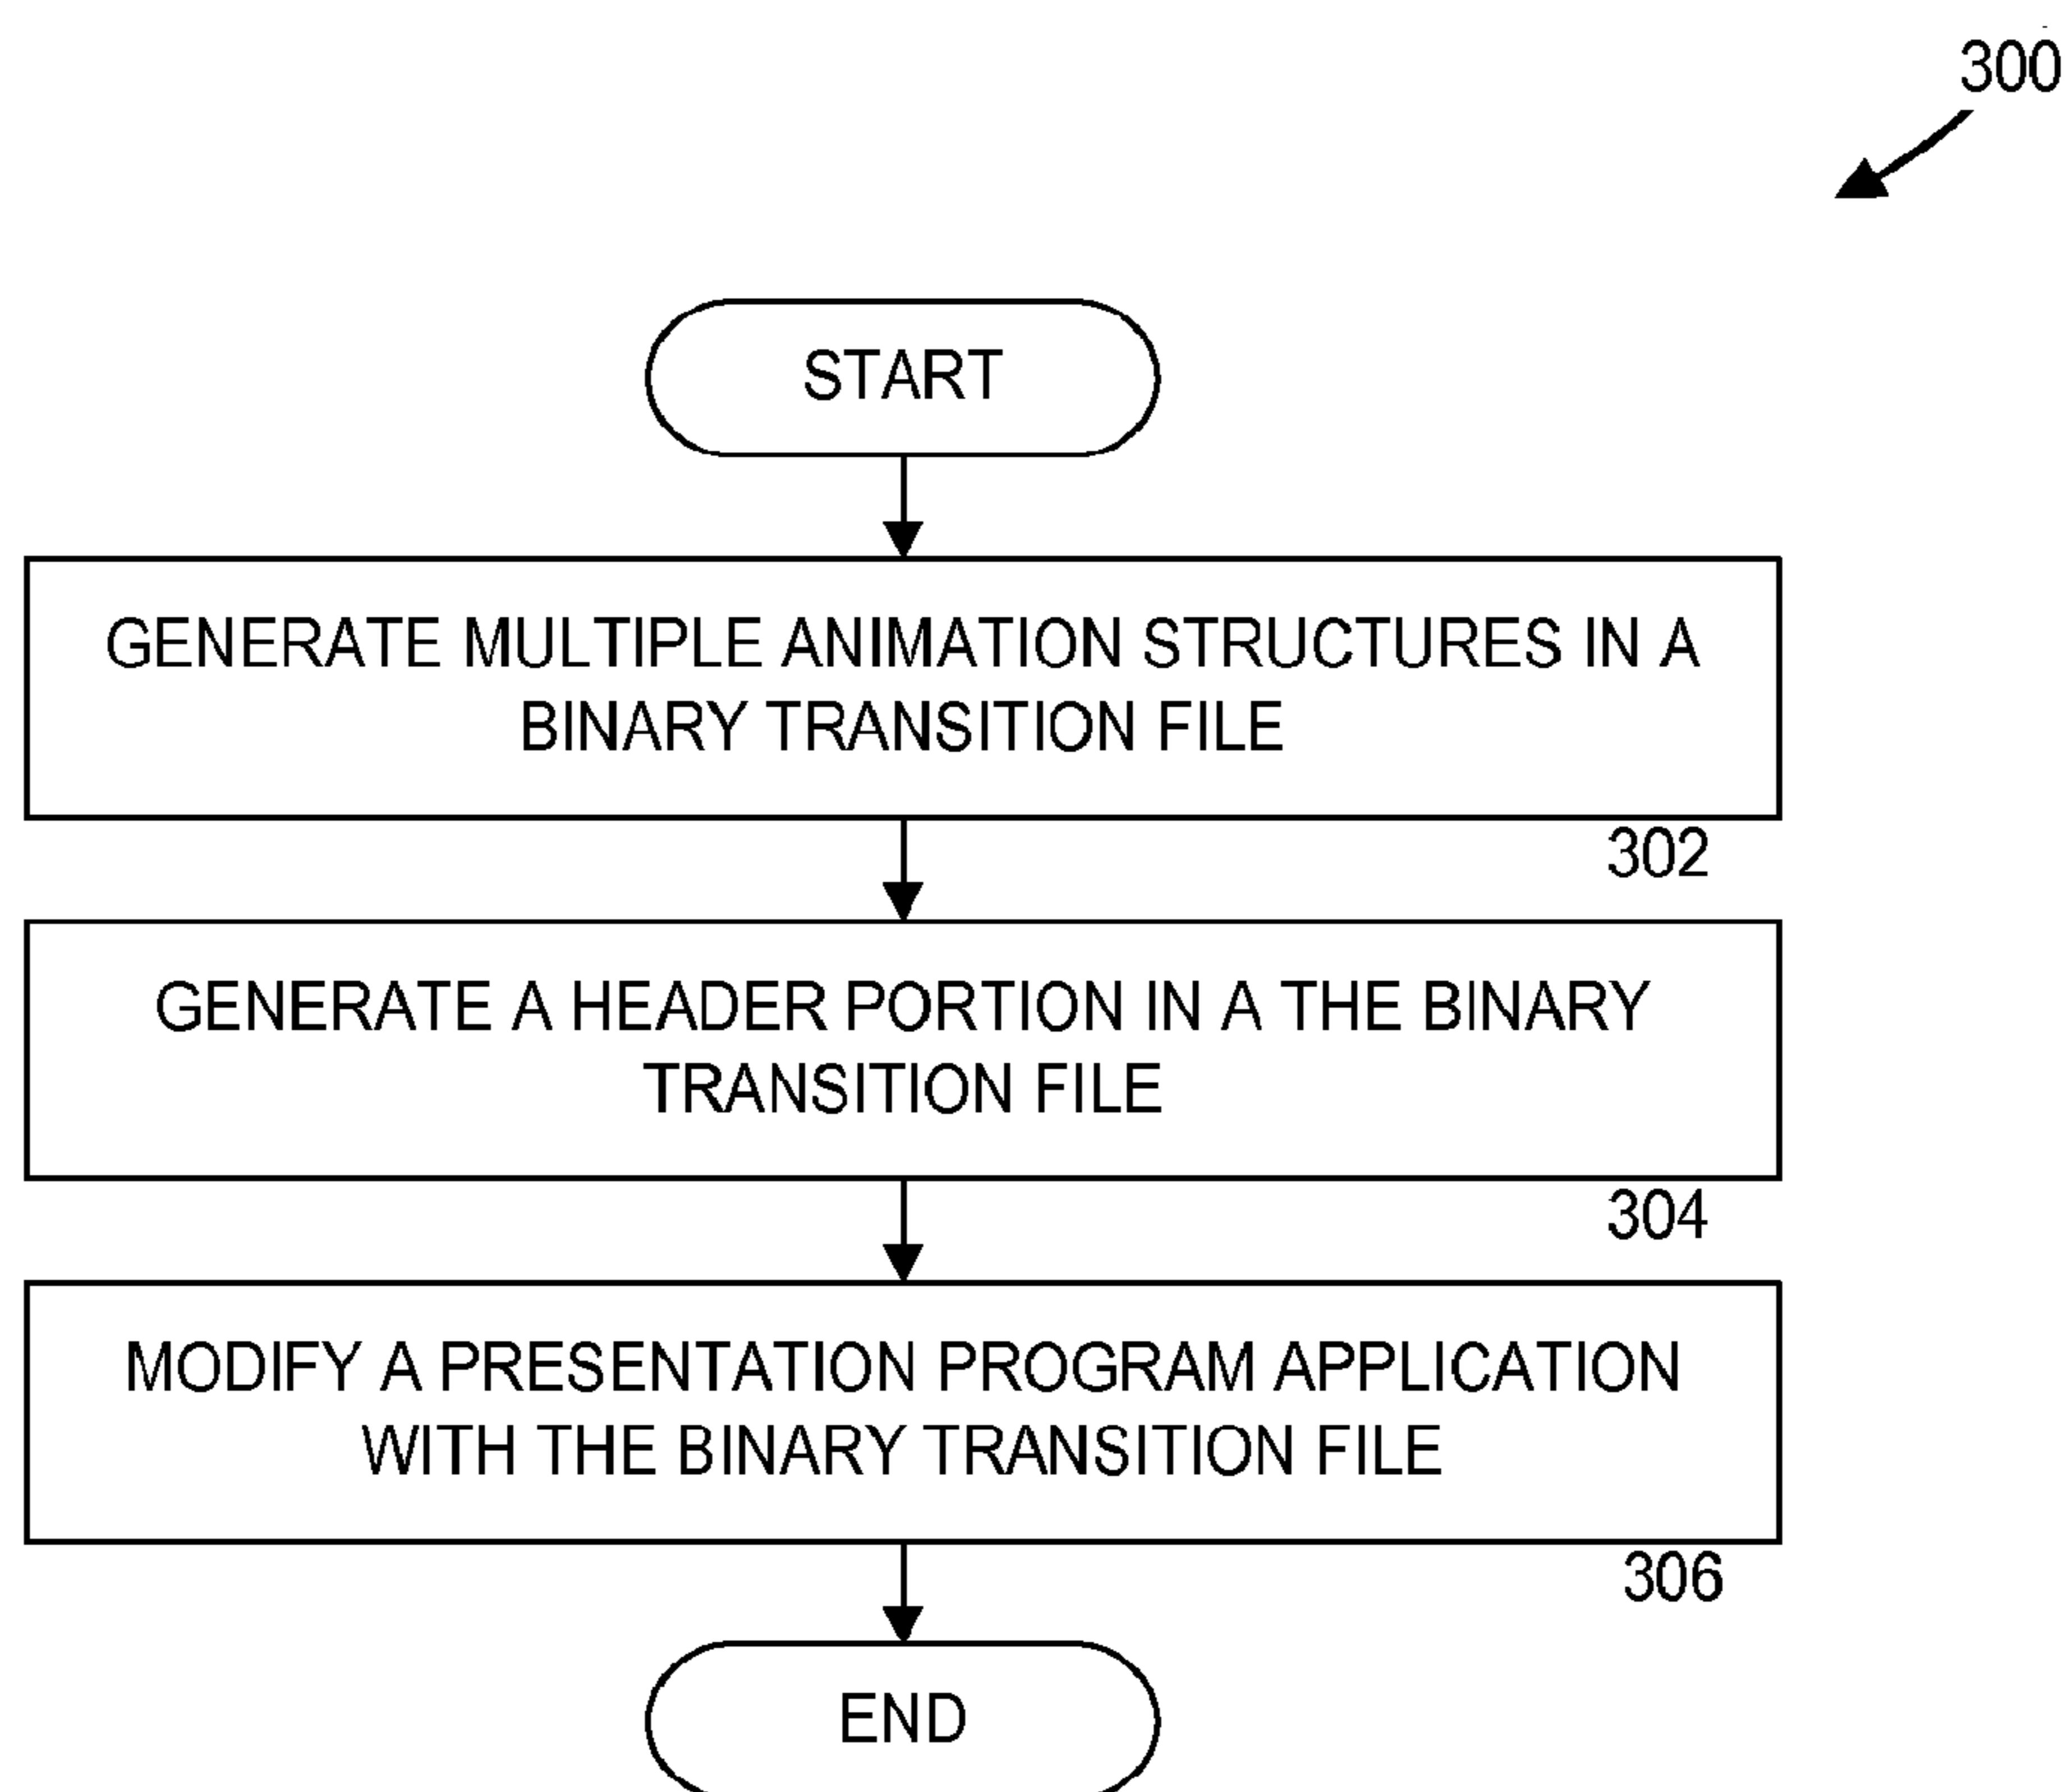 300
START
GENERATE MULTIPLE ANIMATION STRUCTURES IN A
BINARY TRANSITION FILE
302
GENERATE A HEADER PORTION IN A THE BINARY
TRANSITION FILE
304
MODIFY A PRESENTATION PROGRAM APPLICATION
WITH THE BINARY TRANSITION FILE
306
END